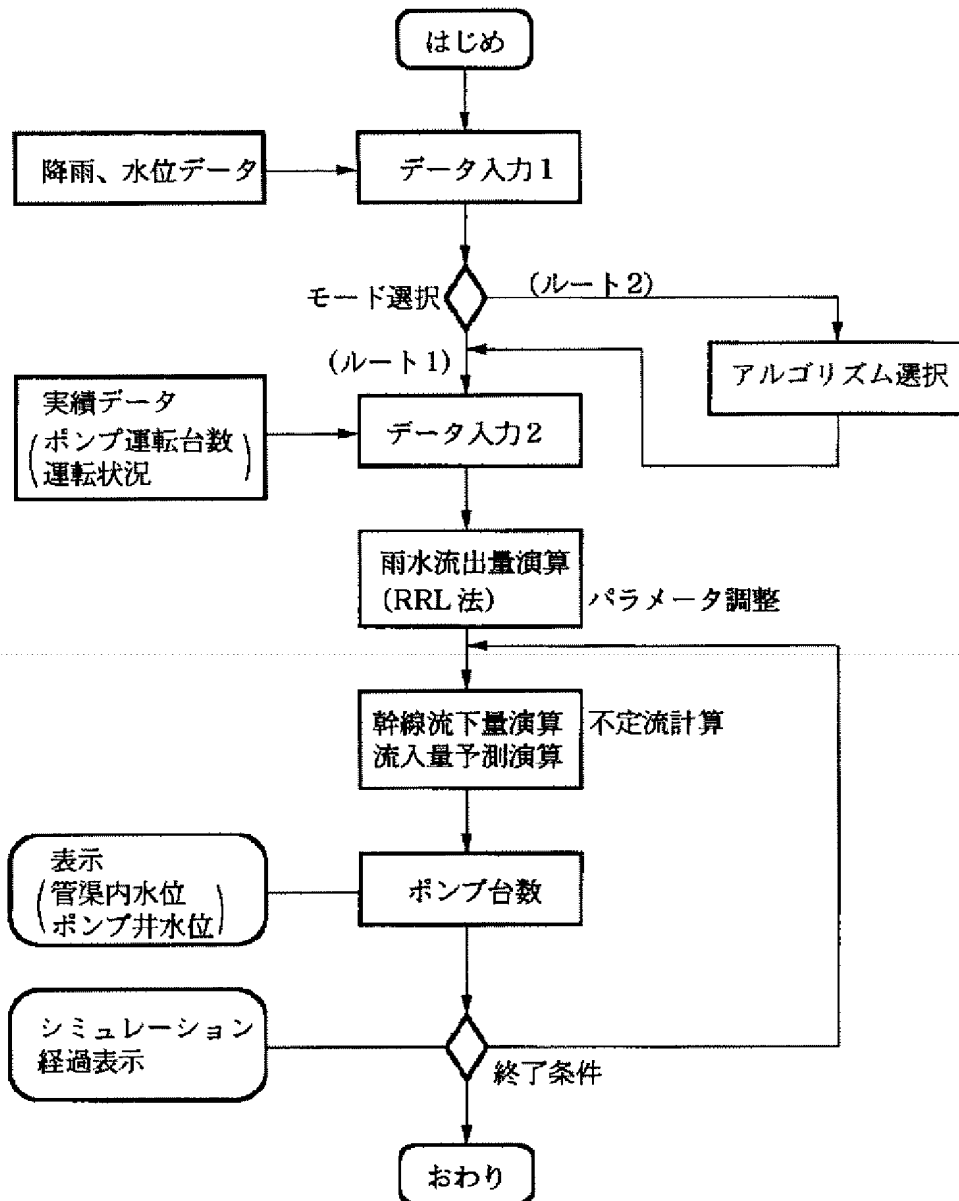 はじめ
降雨、水位データ
データ入力1
モード選択
(ルート2)
(ルート1)
アルゴリズム選択
実績データ
(ポンプ運転台数
運転状況)
データ入力2
雨水流出量演算
(RRL法)
パラメータ調整
幹線流下量演算
流入量予測演算
不定流計算
表示
(管渠内水位
ポンプ井水位)
ポンプ台数
シミュレーション
経過表示
終了条件
おわり